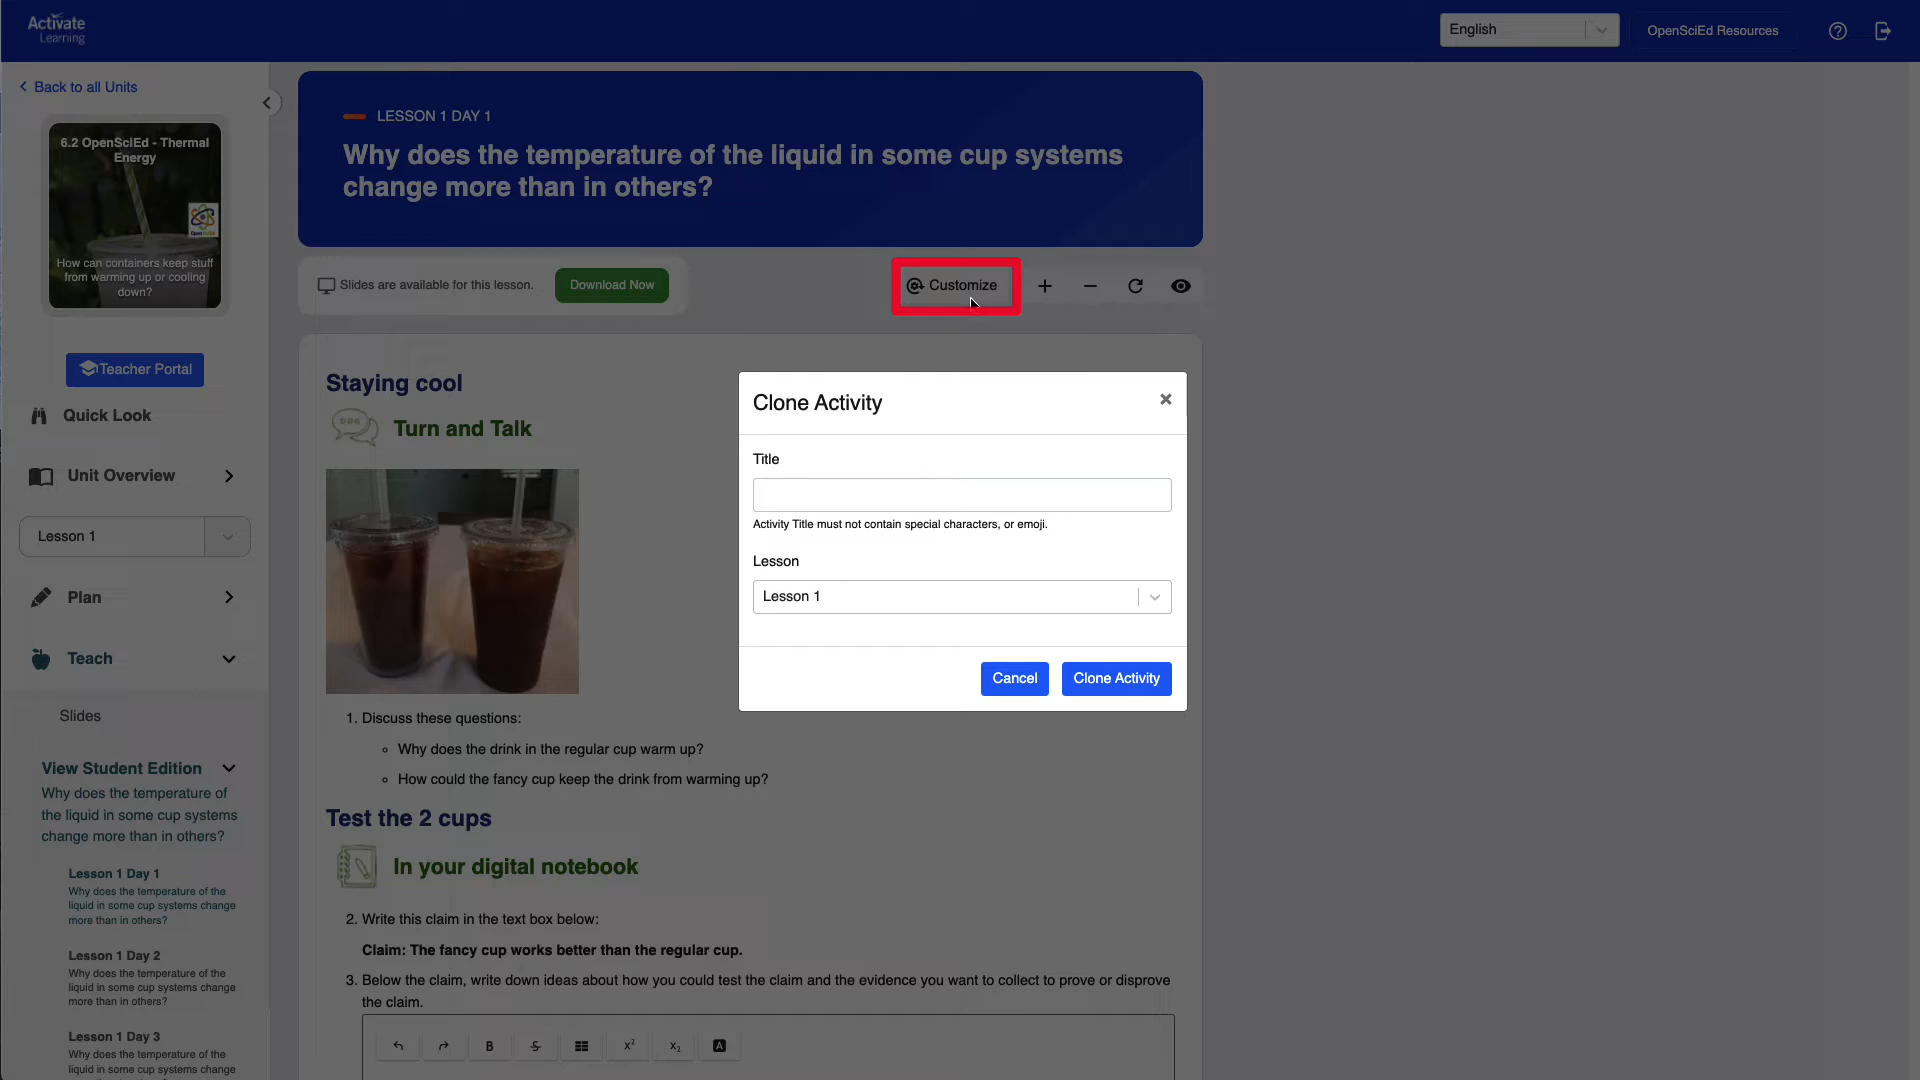 Activate
Learning
English
OpenSciEd Resources
Back to all Units
6.2 OpenSciEd - Thermal
Energy
How can containers keep stuff
from warming up or cooling
down?
Teacher Portal
Quick Look
Unit Overview
Lesson 1
Plan
Teach
Slides
View Student Edition
Why does the temperature of
the liquid in some cup systems
change more than in others?
Lesson 1 Day 1
Why does the temperature of the
liquid in some cup systems change
more than in others?
Lesson 1 Day 2
Why does the temperature of the
liquid in some cup systems change
more than in others?
Lesson 1 Day 3
Why does the temperature of the
liquid in some cup systems change
LESSON 1 DAY 1
Why does the temperature of the liquid in some cup systems
change more than in others?
Slides are available for this lesson.
Download Now
Customize
Staying cool
Turn and Talk
1. Discuss these questions:
Why does the drink in the regular cup warm up?
How could the fancy cup keep the drink from warming up?
Test the 2 cups
In your digital notebook
2. Write this claim in the text box below:
Claim: The fancy cup works better than the regular cup.
3. Below the claim, write down ideas about how you could test the claim and the evidence you want to collect to prove or disprove
the claim.
B S x² x₂ A
Clone Activity
Title
Activity Title must not contain special characters, or emoji.
Lesson
Lesson 1
Cancel
Clone Activity